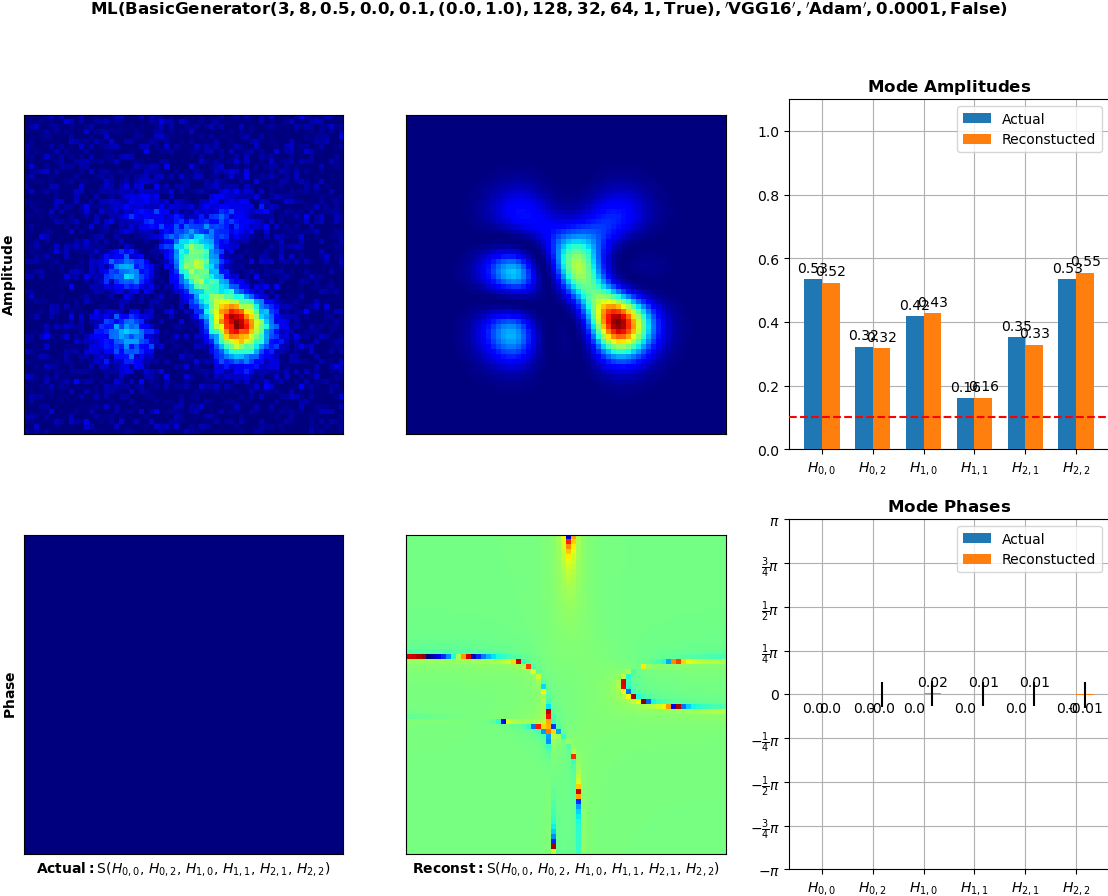 ML(BasicGenerator(3, 8, 0.5, 0.0, 0.1, (0.0, 1.0), 128, 32, 64, 1, True), ′VGG16′, ′Adam′, 0.0001, False)
Amplitude
Mode Amplitudes
Actual
Reconstucted
1.0
0.8
0.6
0.4
0.2
0.0
0.53 0.52 0.32 0.32 0.42 0.43 0.16 0.16 0.35 0.33 0.53 0.55
H0,0 H0,2 H1,0 H1,1 H2,1 H2,2
Phase
Actual: S(H0,0, H0,2, H1,0, H1,1, H2,1, H2,2)
Reconst: S(H0,0, H0,2, H1,0, H1,1, H2,1, H2,2)
Mode Phases
Actual
Reconstucted
π
3/4π
1/2π
1/4π
0
−1/4π
−1/2π
−3/4π
−π
0.02 0.01 0.01
0.0 0.0 0.0 0.0 0.0 0.0
H0,0 H0,2 H1,0 H1,1 H2,1 H2,2